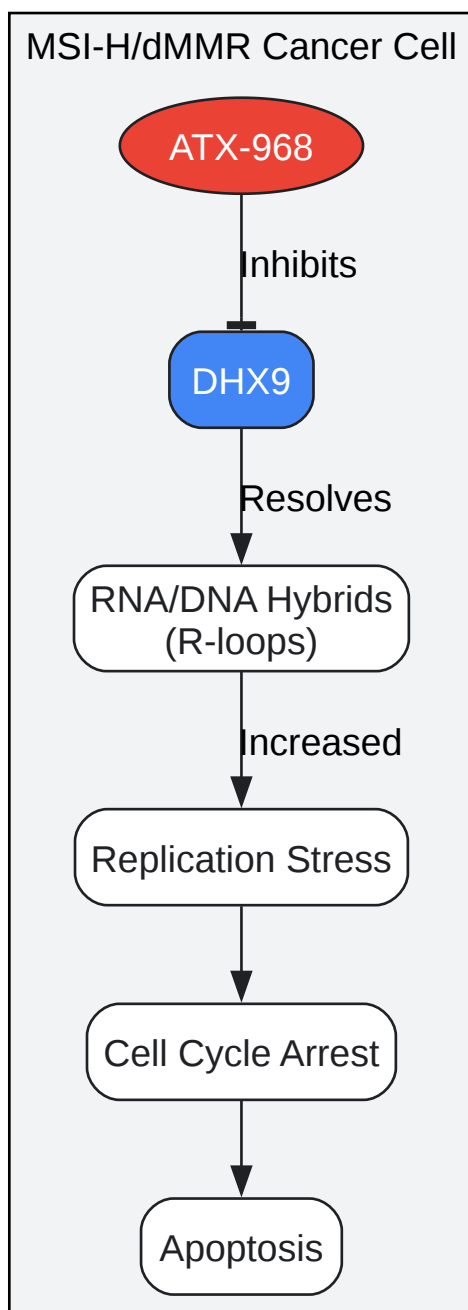 MSI-H/dMMR Cancer Cell
ATX-968
Inhibits
DHX9
Resolves
RNA/DNA Hybrids
(R-loops)
Increased
Replication Stress
Cell Cycle Arrest
Apoptosis